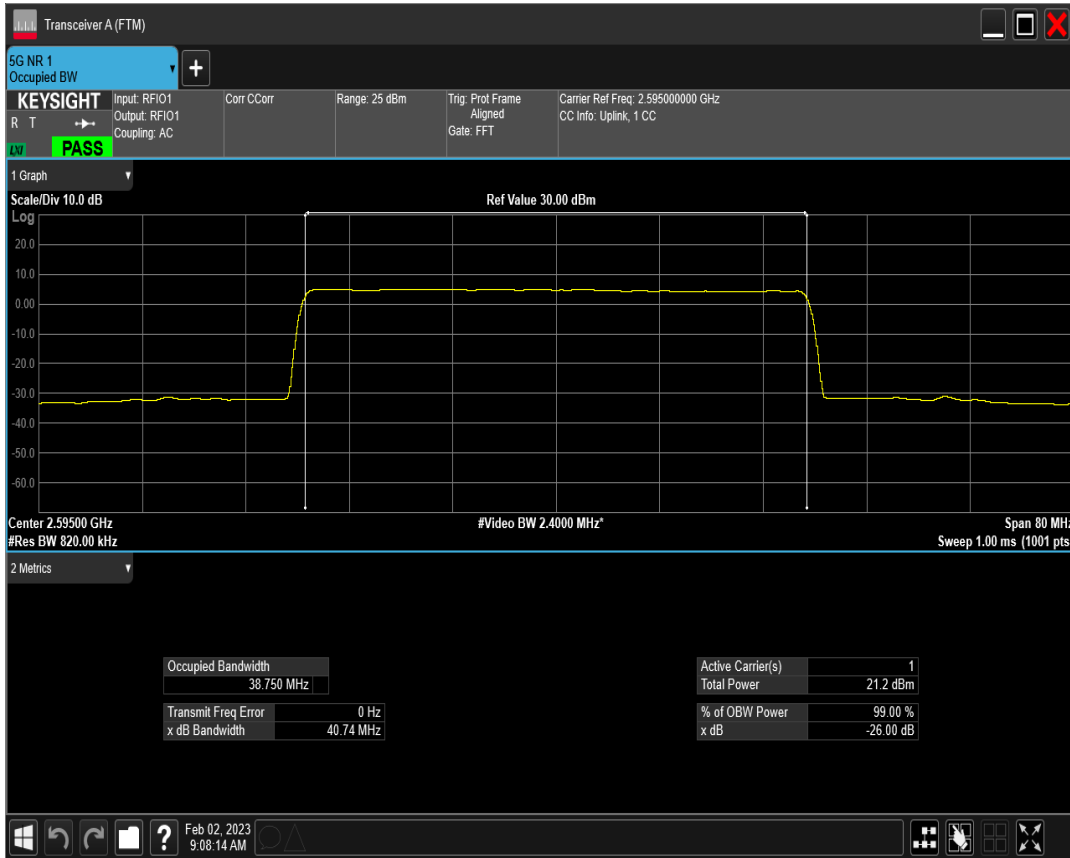 Transceiver A (FTM)
5G NR 1
Occupied BW
+
KEYSIGHT
R T
LXI
PASS
Input: RFIO1
Output: RFIO1
Coupling: AC
Corr CCorr
Range: 25 dBm
Trig: Prot Frame
Aligned
Gate: FFT
Carrier Ref Freq: 2.595000000 GHz
CC Info: Uplink, 1 CC
1 Graph
Scale/Div 10.0 dB
Ref Value 30.00 dBm
Log
20.0
10.0
0.00
-10.0
-20.0
-30.0
-40.0
-50.0
-60.0
Center 2.59500 GHz
#Video BW 2.4000 MHz*
Span 80 MHz
#Res BW 820.00 kHz
Sweep 1.00 ms (1001 pts
2 Metrics
Occupied Bandwidth
38.750 MHz
Transmit Freq Error 0 Hz
x dB Bandwidth 40.74 MHz
Active Carrier(s) 1
Total Power 21.2 dBm
% of OBW Power 99.00 %
x dB -26.00 dB
?
Feb 02, 2023
9:08:14 AM